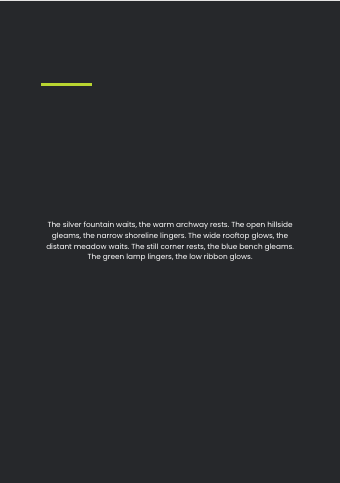 The silver fountain waits, the warm archway rests. The open hillside
gleams, the narrow shoreline lingers. The wide rooftop glows, the
distant meadow waits. The still corner rests, the blue bench gleams.
The green lamp lingers, the low ribbon glows.